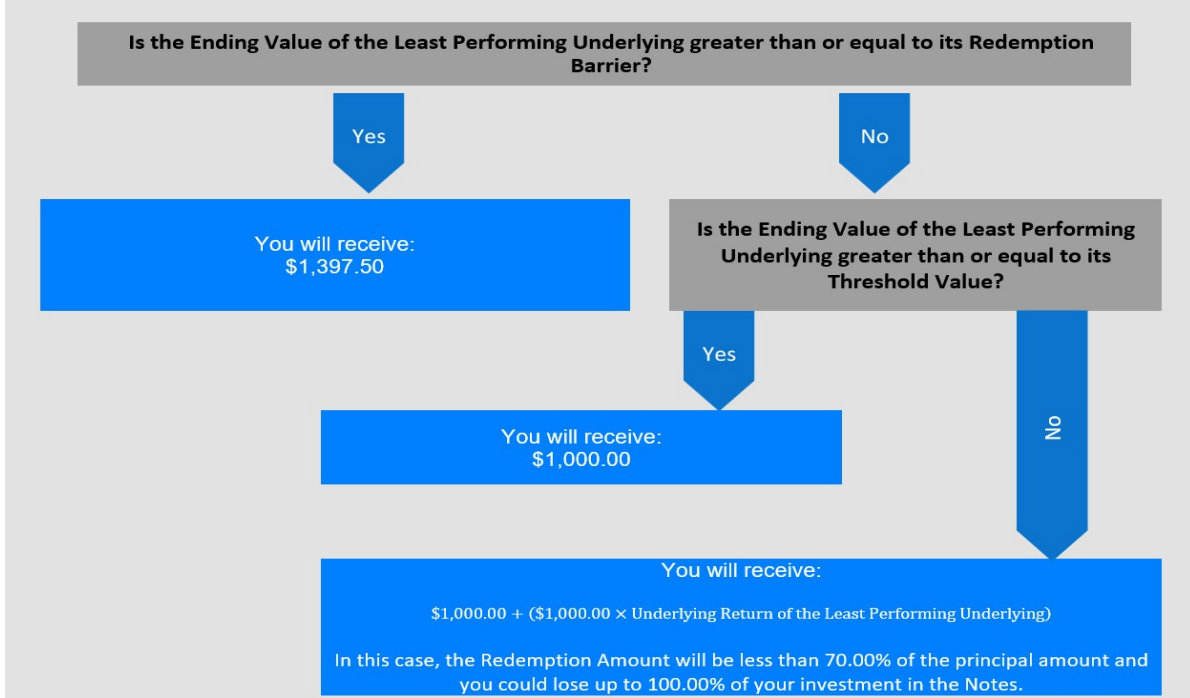 Is the Ending Value of the Least Performing Underlying greater than or equal to its Redemption
Barrier?
Yes
No
You will receive:
$1,397.50
Is the Ending Value of the Least Performing
Underlying greater than or equal to its
Threshold Value?
Yes
No
You will receive:
$1,000.00
You will receive:
$1,000.00 + ($1,000.00 × Underlying Return of the Least Performing Underlying)
In this case, the Redemption Amount will be less than 70.00% of the principal amount and
you could lose up to 100.00% of your investment in the Notes.